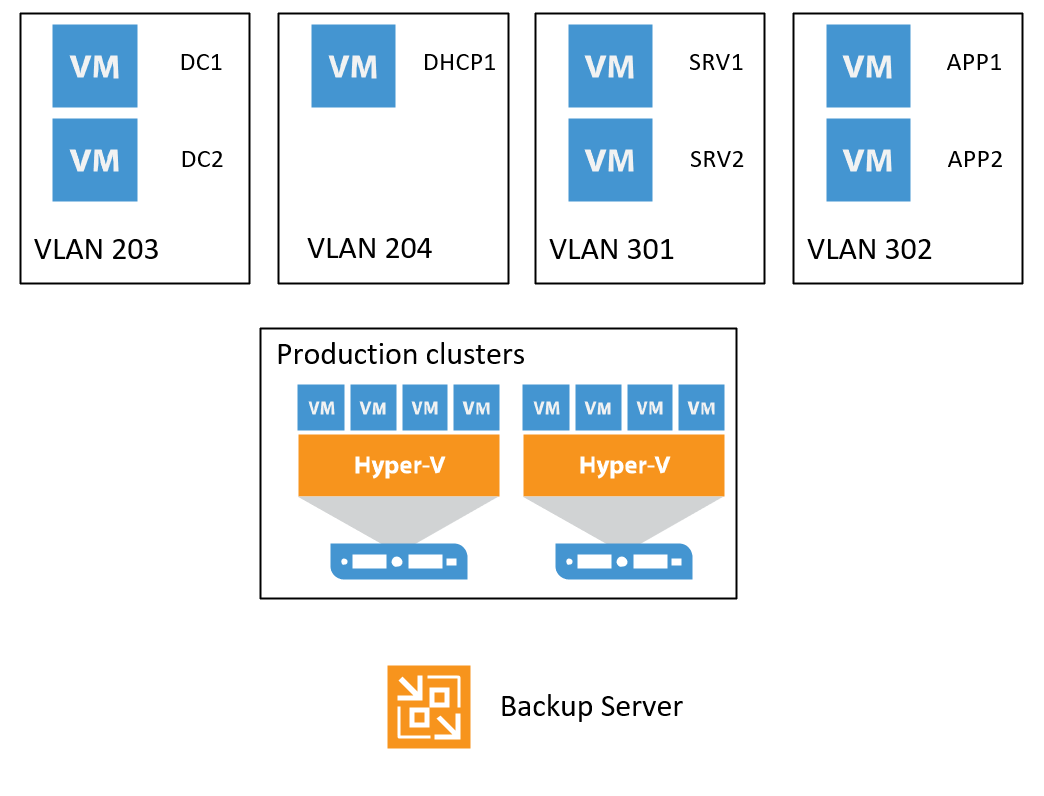 VM DC1
VM DC2
VLAN 203
VM DHCP1
VLAN 204
VM SRV1
VM SRV2
VLAN 301
VM APP1
VM APP2
VLAN 302
Production clusters
VM VM VM VM
Hyper-V
VM VM VM VM
Hyper-V
Backup Server